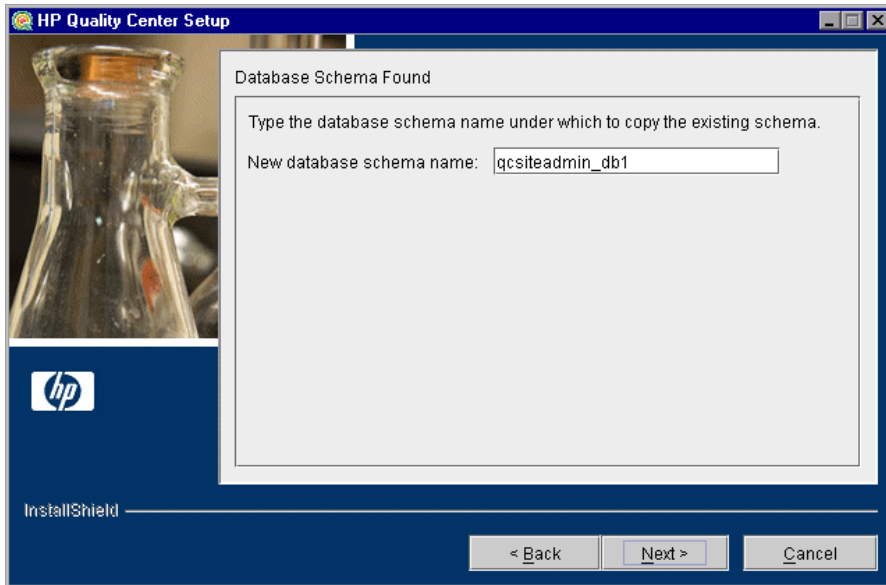 HP Quality Center Setup
Database Schema Found
Type the database schema name under which to copy the existing schema.
New database schema name: qcsiteadmin_db1
hp
InstallShield
< Back Next > Cancel